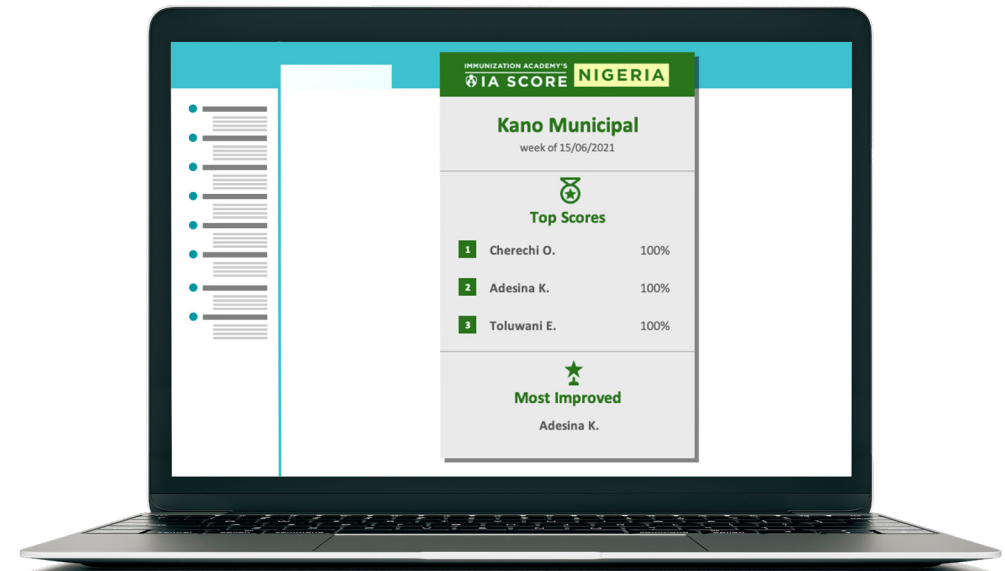 IMMUNIZATION ACADEMY'S
IA SCORE
NIGERIA
Kano Municipal
week of 15/06/2021
Top Scores
1 Cherechi O. 100%
2 Adesina K. 100%
3 Toluwani E. 100%
Most Improved
Adesina K.